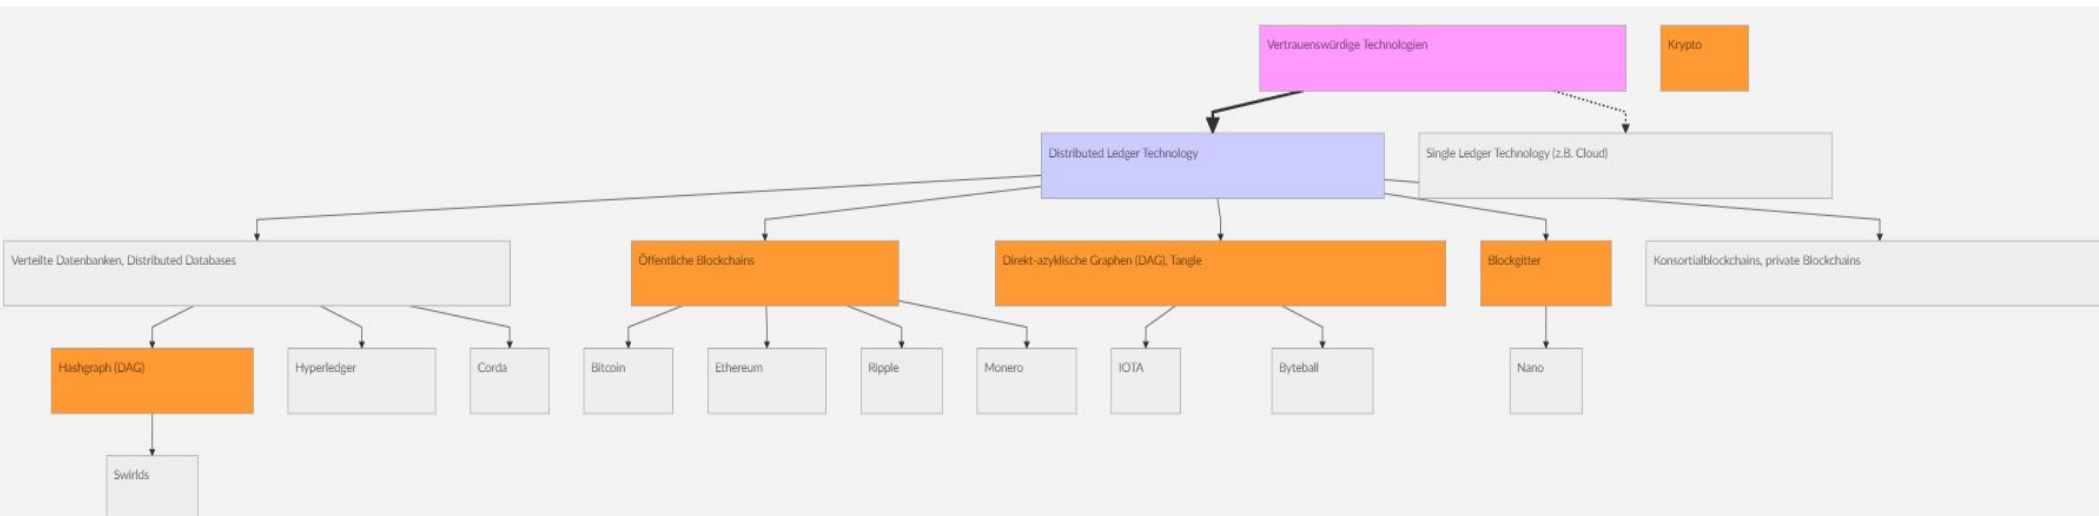 Vertrauenswürdige Technologien
Krypto
Distributed Ledger Technology
Single Ledger Technology (z.B. Cloud)
Verteilte Datenbanken, Distributed Databases
Öffentliche Blockchains
Direkt-azyklische Graphen (DAG), Tangle
Blockgitter
Konsortialblockchains, private Blockchains
Hashgraph (DAG)
Hyperledger
Corda
Bitcoin
Ethereum
Ripple
Monero
IOTA
Byteball
Nano
Swirlds